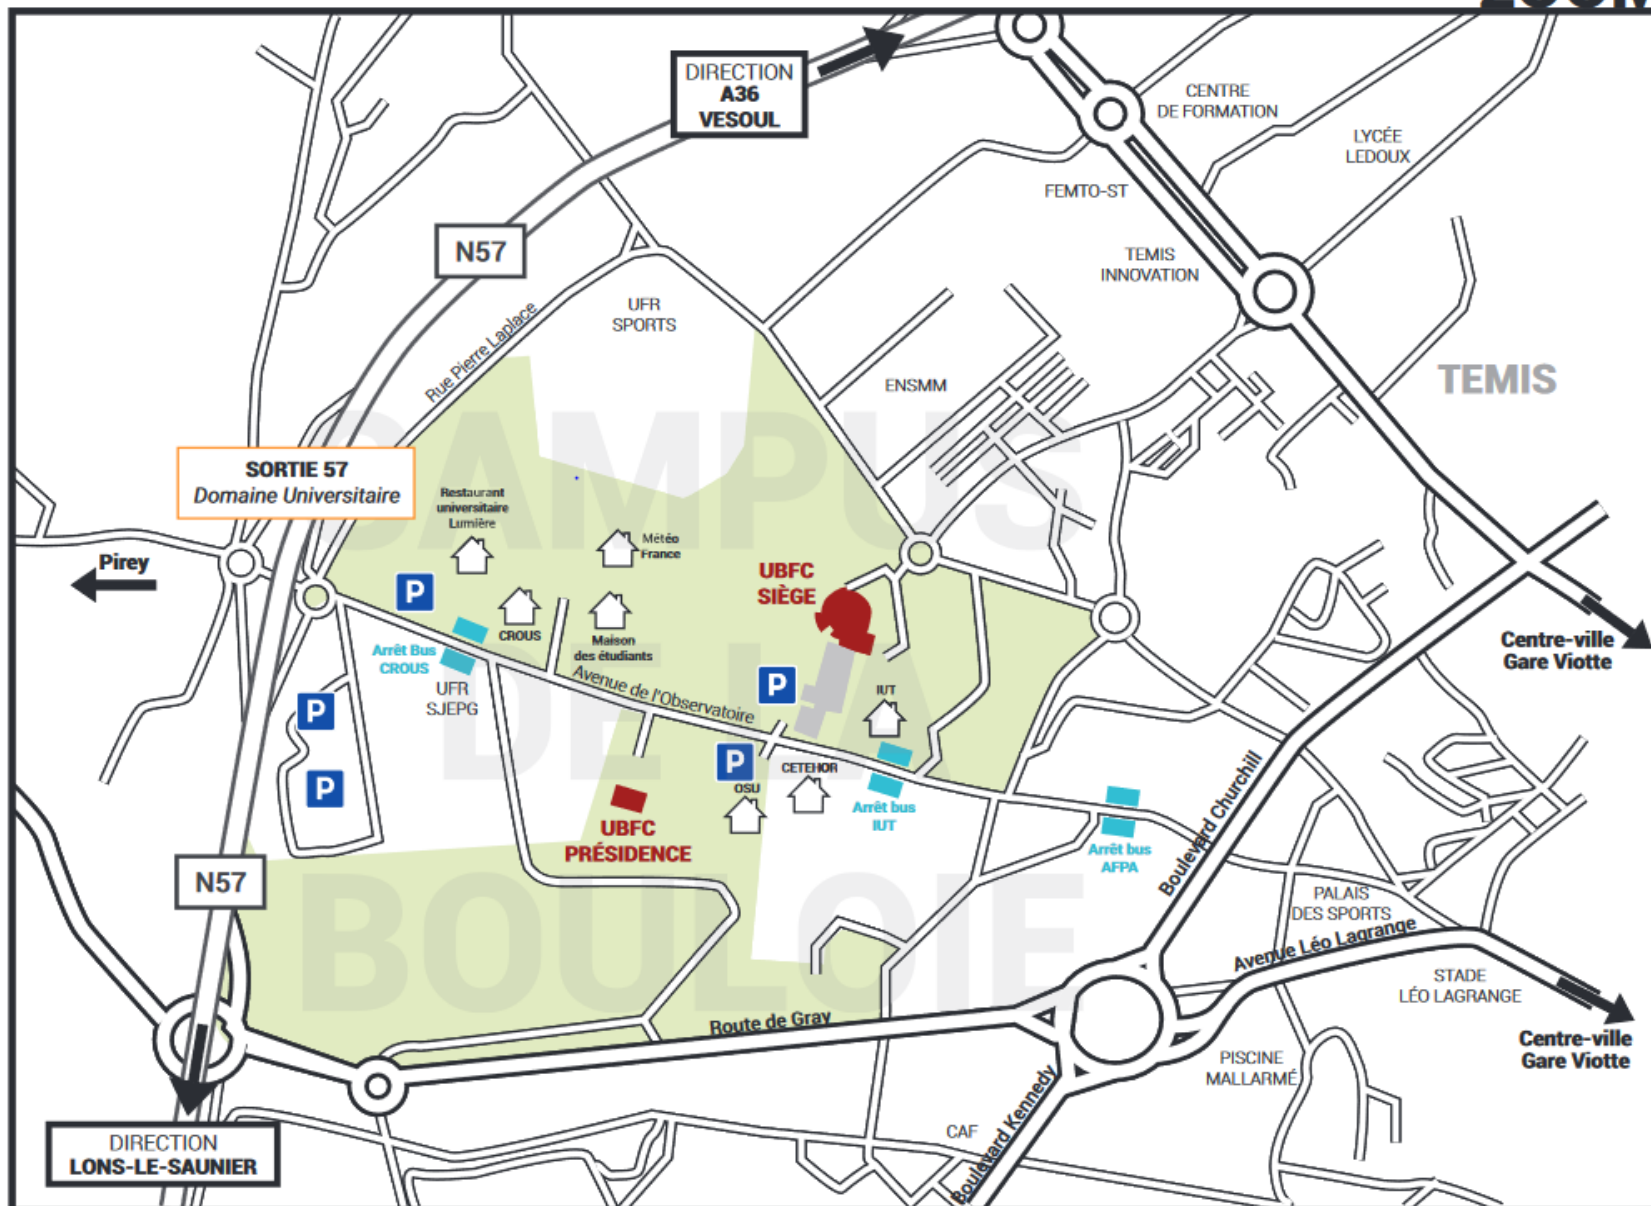 DIRECTION
A36
VESOUL
CENTRE
DE FORMATION
LYCÉE
LEDOUX
FEMTO-ST
N57
TEMIS
INNOVATION
UFR
SPORTS
Rue Pierre Laplace
ENSMM
TEMIS
CAMPUS
DE LA
BOULOIE
SORTIE 57
Domaine Universitaire
Restaurant
universitaire
Lumière
Météo
France
Pirey
P
UBFC
SIÈGE
CROUS
Maison
des étudiants
Arrêt Bus
CROUS
Centre-ville
Gare Viotte
UFR
SJEPG
Avenue de l'Observatoire
P
IUT
P
P
OSU
CETEHOR
P
Arrêt bus
IUT
UBFC
PRÉSIDENCE
Arrêt bus
AFPA
Boulevard Churchill
N57
PALAIS
DES SPORTS
Avenue Léo Lagrange
STADE
LÉO LAGRANGE
Route de Gray
Centre-ville
Gare Viotte
PISCINE
MALLARMÉ
Boulevard Kennedy
CAF
DIRECTION
LONS-LE-SAUNIER